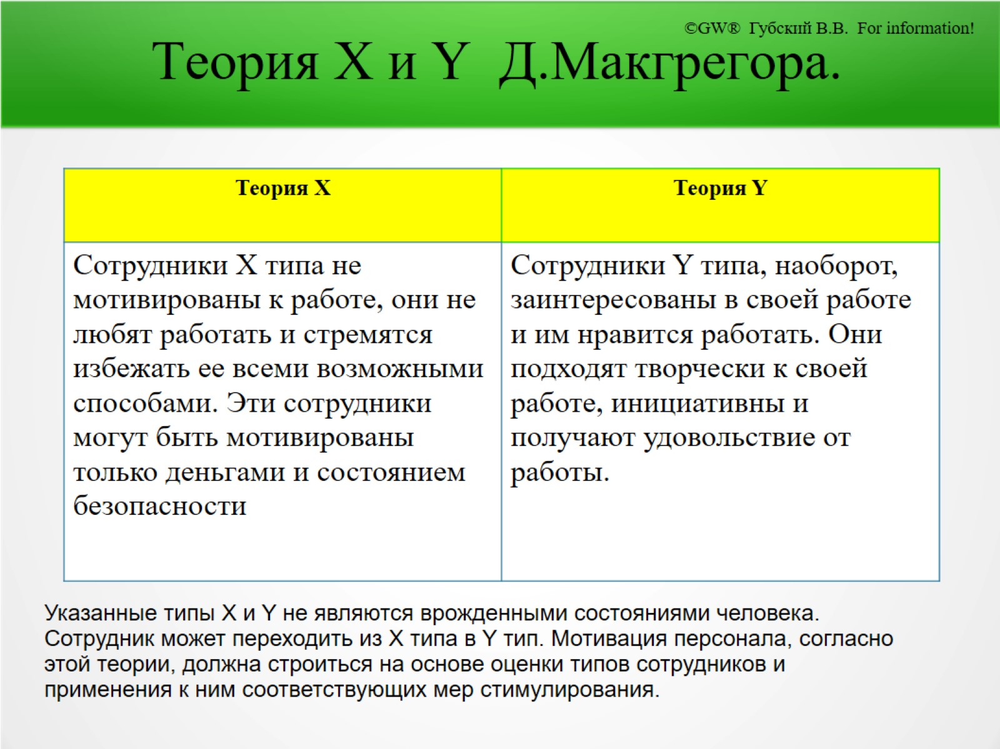 ©GW® Губский В.В. For information!
Теория X и Y Д.Макгрегора.
Теория X
Теория Y
Сотрудники X типа не
мотивированы к работе, они не
любят работать и стремятся
избежать ее всеми возможными
способами. Эти сотрудники
могут быть мотивированы
только деньгами и состоянием
безопасности
Сотрудники Y типа, наоборот,
заинтересованы в своей работе
и им нравится работать. Они
подходят творчески к своей
работе, инициативны и
получают удовольствие от
работы.
Указанные типы X и Y не являются врожденными состояниями человека.
Сотрудник может переходить из X типа в Y тип. Мотивация персонала, согласно
этой теории, должна строиться на основе оценки типов сотрудников и
применения к ним соответствующих мер стимулирования.